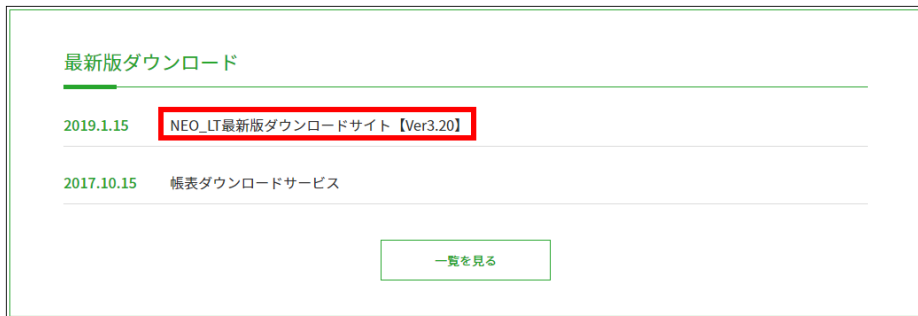 最新版ダウンロード
2019.1.15 NEO_LT最新版ダウンロードサイト【Ver3.20】
2017.10.15 帳表ダウンロードサービス
一覧を見る